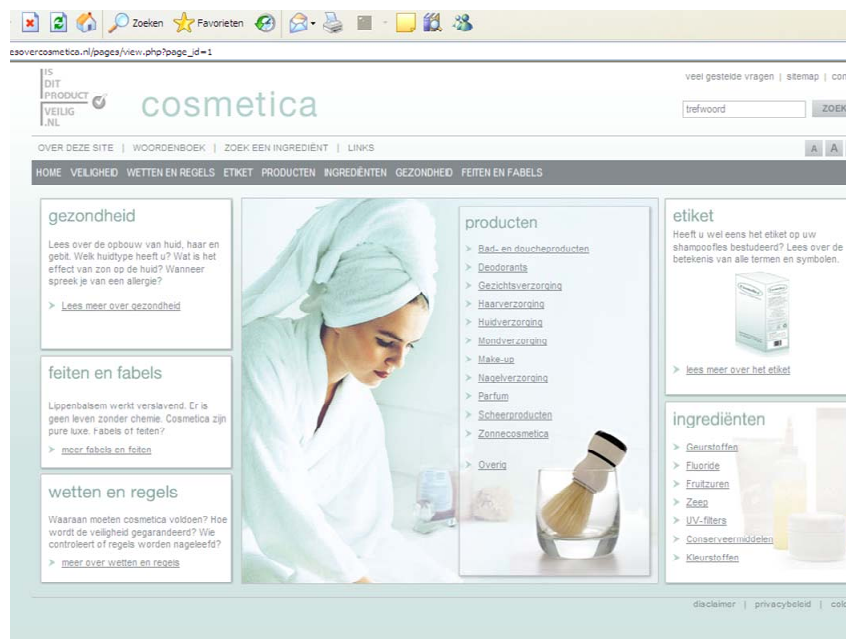 Zoeken Favorieten
esovercosmetica.nl/pages/view.php?page_id=1
IS
DIT
PRODUCT
VEILIG
.NL
cosmetica
veel gestelde vragen | sitemap | con
trefwoord ZOEK
OVER DEZE SITE | WOORDENBOEK | ZOEK EEN INGREDIËNT | LINKS
A A
HOME VEILIGHEID WETTEN EN REGELS ETIKET PRODUCTEN INGREDIËNTEN GEZONDHEID FEITEN EN FABELS
gezondheid
Lees over de opbouw van huid, haar en
gebit. Welk huidtype heeft u? Wat is het
effect van zon op de huid? Wanneer
spreek je van een allergie?
Lees meer over gezondheid
feiten en fabels
Lippenbalsem werkt verslavend. Er is
geen leven zonder chemie. Cosmetica zijn
pure luxe. Fabels of feiten?
meer fabels en feiten
wetten en regels
Waaraan moeten cosmetica voldoen? Hoe
wordt de veiligheid gegarandeerd? Wie
controleert of regels worden nageleefd?
meer over wetten en regels
producten
Bad- en doucheproducten
Deodorants
Gezichtsverzorging
Haarverzorging
Huidverzorging
Mondverzorging
Make-up
Nagelverzorging
Parfum
Scheerproducten
Zonnecosmetica
Overig
etiket
Heeft u wel eens het etiket op uw
shampoofles bestudeerd? Lees over de
betekenis van alle termen en symbolen.
lees meer over het etiket
ingrediënten
Geurstoffen
Fluoride
Fruitzuren
Zeep
UV-filters
Conserveermiddelen
Kleurstoffen
disclaimer | privacybeleid | colo